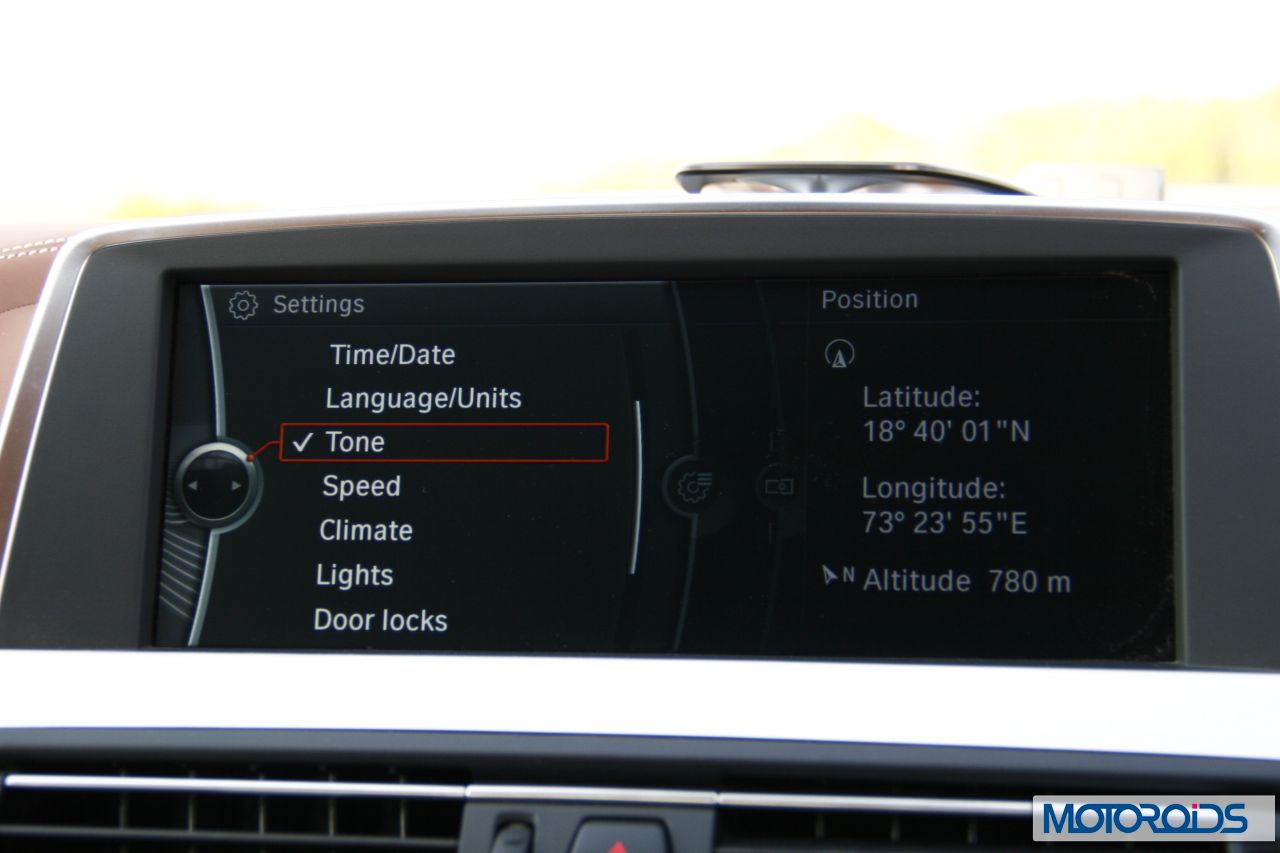 Settings
Time/Date
Language/Units
✓ Tone
Speed
Climate
Lights
Door locks
Position
Latitude:
18° 40' 01"N
Longitude:
73° 23' 55"E
N Altitude 780 m
MOTOROiDS